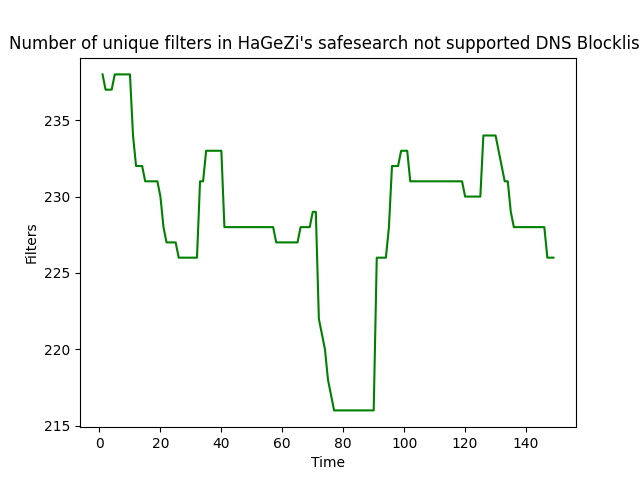 Number of unique filters in HaGeZi's safesearch not supported DNS Blocklis
235
230
225
220
215
Filters
0 20 40 60 80 100 120 140
Time